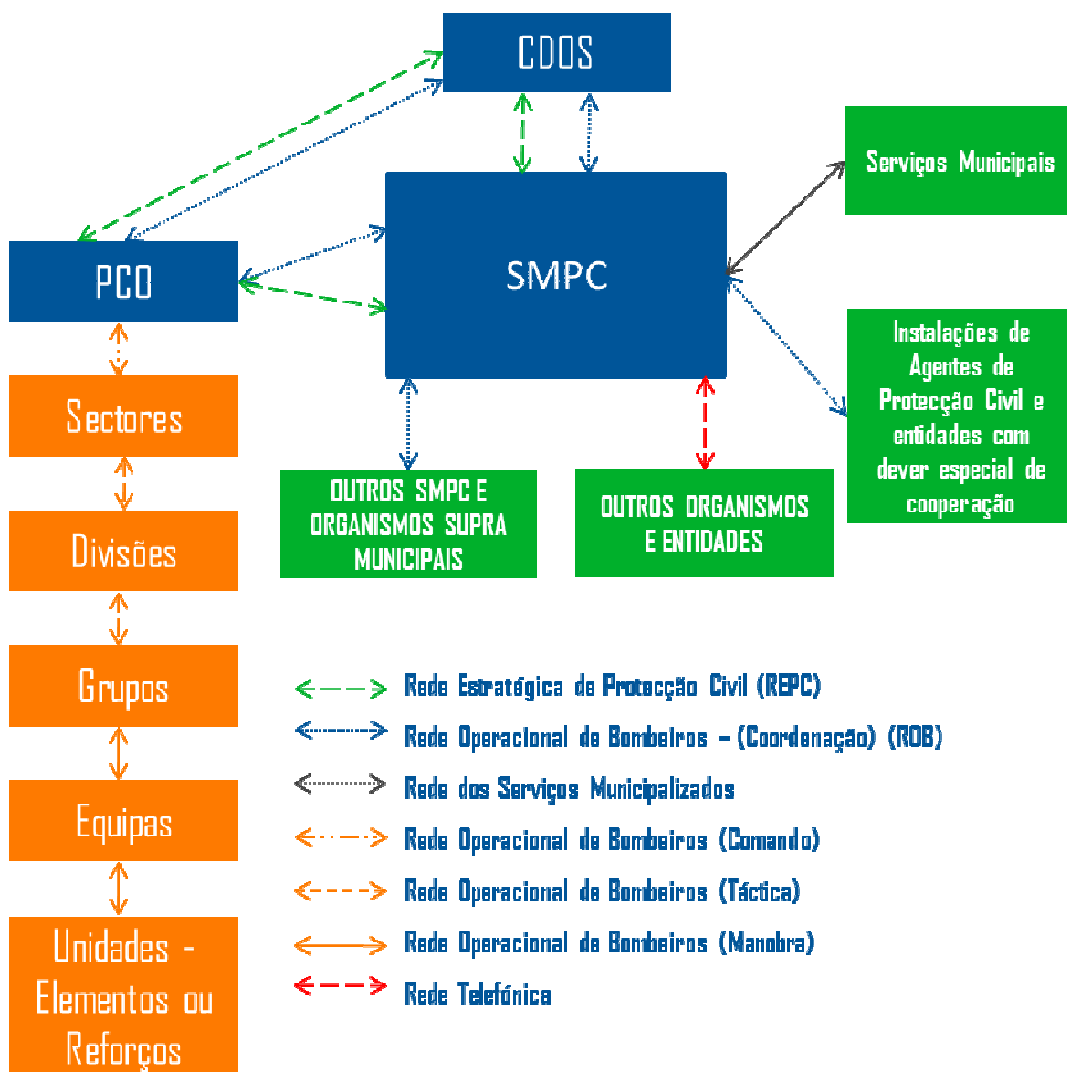 CDOS
Serviços Municipais
SMPC
PCO
Instalações de
Agentes de
Protecção Civil e
entidades com
dever especial de
cooperação
Sectores
OUTROS SMPC E
ORGANISMOS SUPRA
MUNICIPAIS
OUTROS ORGANISMOS
E ENTIDADES
Divisões
Grupos
Equipas
Unidades -
Elementos ou
Reforços
Rede Estratégica de Protecção Civil (REPC)
Rede Operacional de Bombeiros – (Coordenação) (ROB)
Rede dos Serviços Municipalizados
Rede Operacional de Bombeiros (Comando)
Rede Operacional de Bombeiros (Táctica)
Rede Operacional de Bombeiros (Manobra)
Rede Telefónica